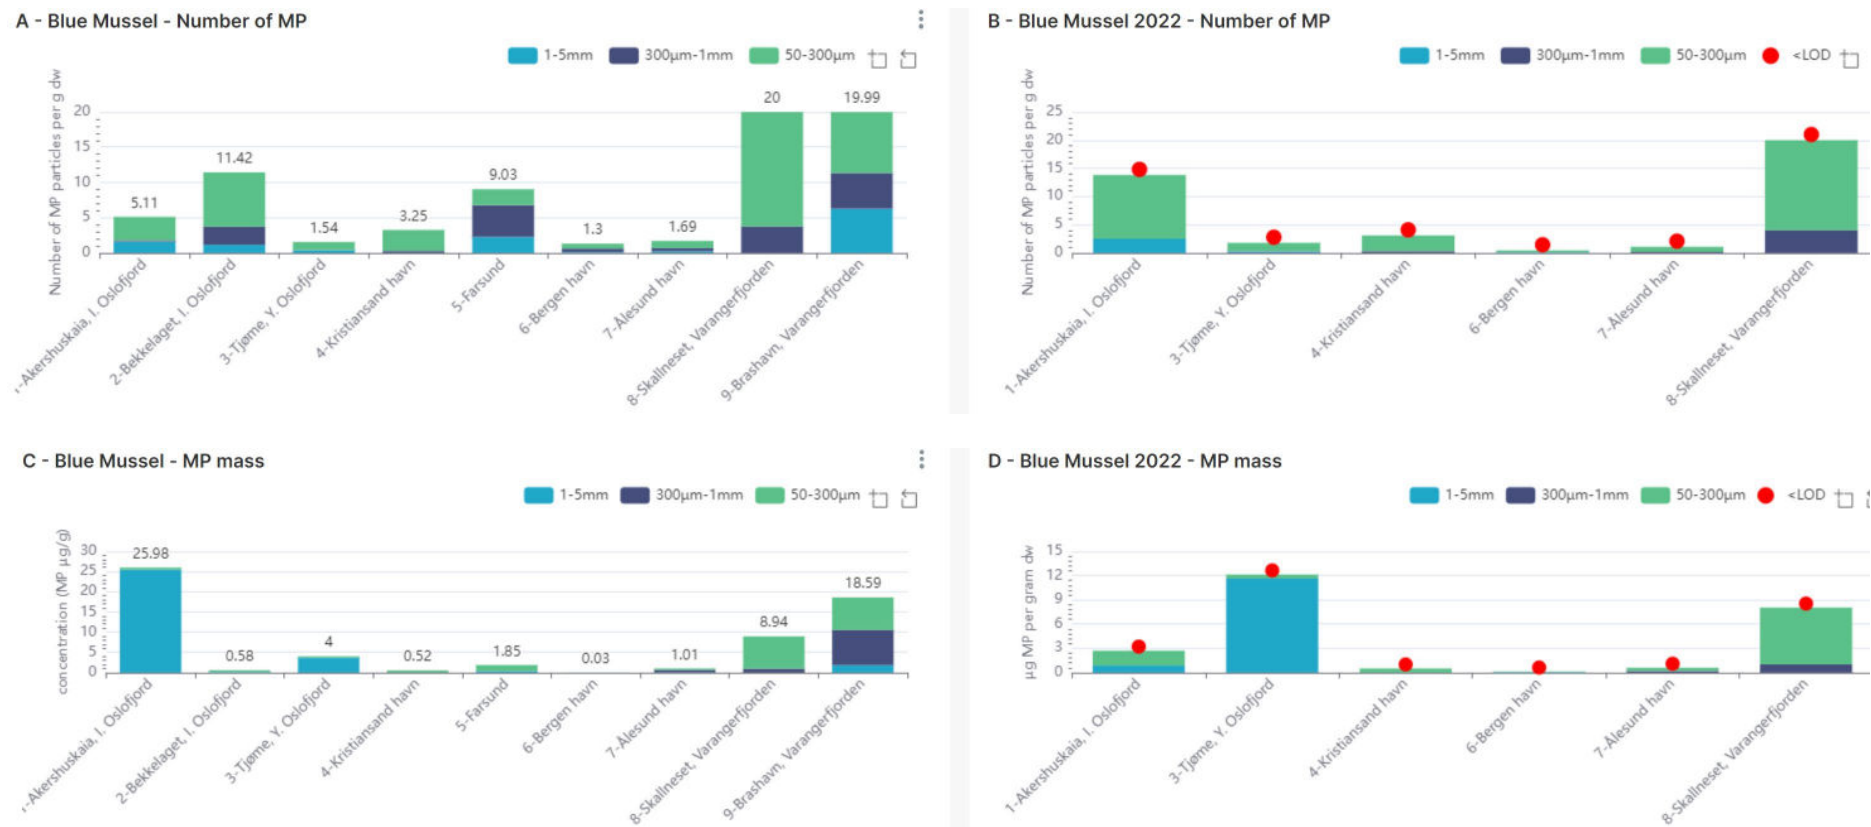 A - Blue Mussel - Number of MP
1-5mm 300μm-1mm 50-300μm
Number of MP particles per g dw
20
15
10
5
0
5.11
11.42
1.54
3.25
9.03
1.3
1.69
20
19.99
-Akershuskaia, I. Oslofjord
2-Bekkelaget, I. Oslofjord
3-Tjøme, Y. Oslofjord
4-Kristiansand havn
5-Farsund
6-Bergen havn
7-Ålesund havn
8-Skallneset, Varangerfjorden
9-Brashavn, Varangerfjorden
B - Blue Mussel 2022 - Number of MP
1-5mm 300μm-1mm 50-300μm <LOD
Number of MP particles per g dw
25
20
15
10
5
0
1-Akershuskaia, I. Oslofjord
3-Tjøme, Y. Oslofjord
4-Kristiansand havn
6-Bergen havn
7-Ålesund havn
8-Skallneset, Varangerfjorden
C - Blue Mussel - MP mass
1-5mm 300μm-1mm 50-300μm
concentration (MP μg/g)
30
25
20
15
10
5
0
25.98
0.58
4
0.52
1.85
0.03
1.01
8.94
18.59
-Akershuskaia, I. Oslofjord
2-Bekkelaget, I. Oslofjord
3-Tjøme, Y. Oslofjord
4-Kristiansand havn
5-Farsund
6-Bergen havn
7-Ålesund havn
8-Skallneset, Varangerfjorden
9-Brashavn, Varangerfjorden
D - Blue Mussel 2022 - MP mass
1-5mm 300μm-1mm 50-300μm <LOD
μg MP per gram dw
15
12
9
6
3
0
1-Akershuskaia, I. Oslofjord
3-Tjøme, Y. Oslofjord
4-Kristiansand havn
6-Bergen havn
7-Ålesund havn
8-Skallneset, Varangerfjorden